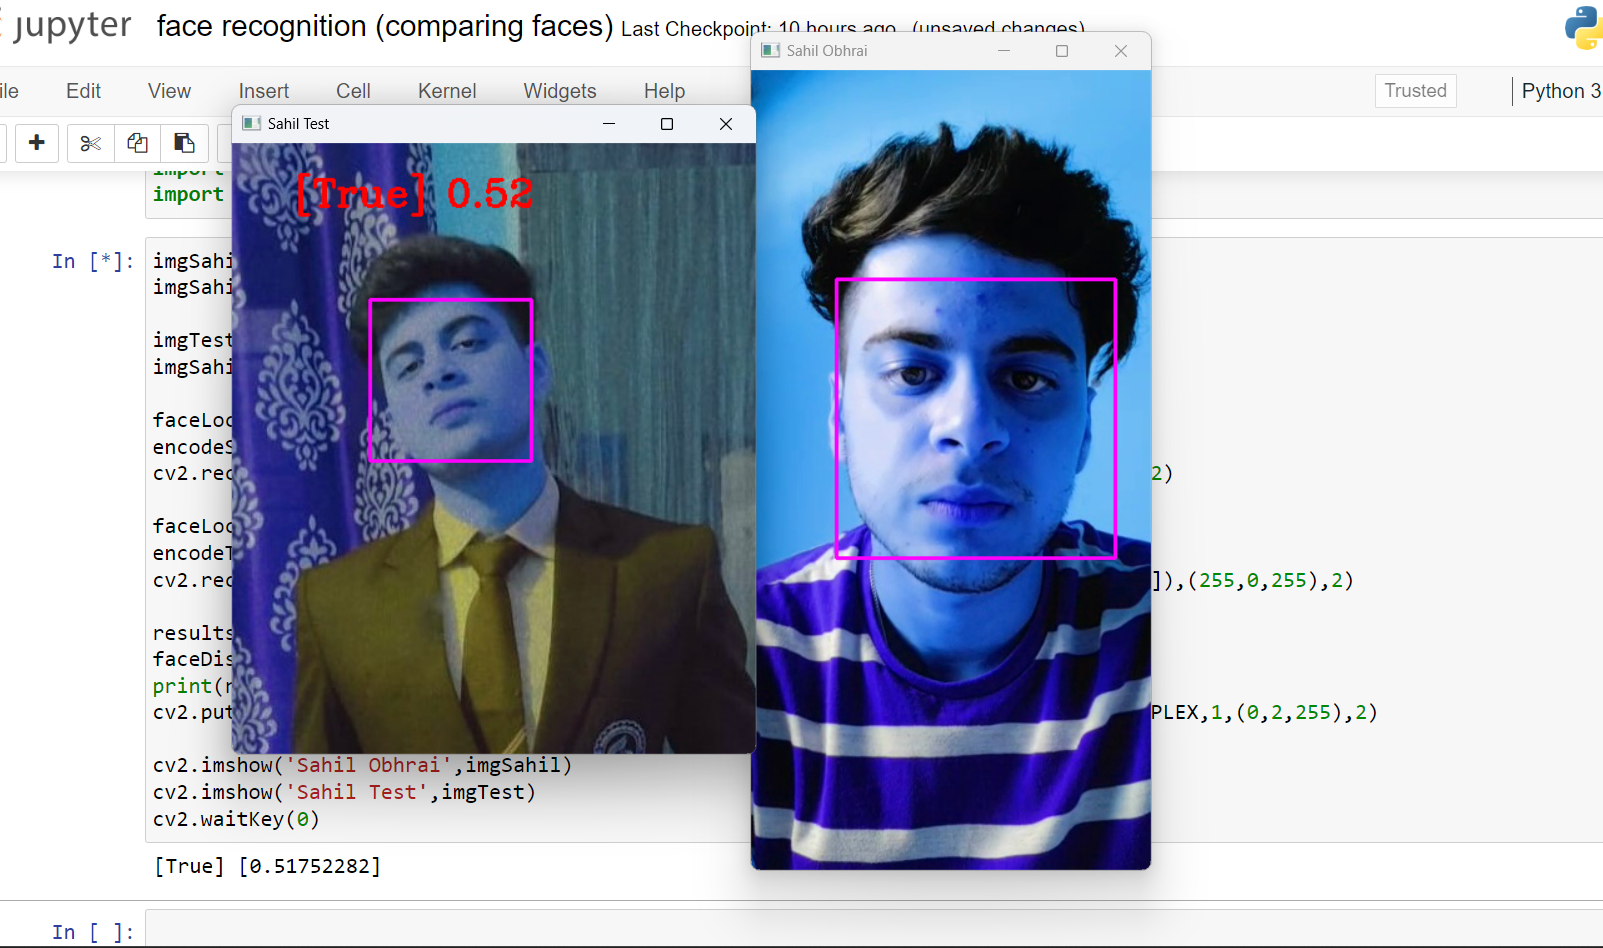 jupyter face recognition (comparing faces) Last Checkpoint: 10 hours ago (unsaved changes)
Edit View Insert Cell Kernel Widgets Help Trusted Python 3
Sahil Obhrai
Sahil Test
[True] 0.52
import
import
In [*]: imgSahi
imgSahi
imgTest
imgSahi
faceLoc
encodeS
cv2.rec 2)
faceLoc
encodeT
cv2.rec ]),(255,0,255),2)
results
faceDis
print(r
cv2.put PLEX,1,(0,2,255),2)
cv2.imshow('Sahil Obhrai',imgSahil)
cv2.imshow('Sahil Test',imgTest)
cv2.waitKey(0)
[True] [0.51752282]
In [ ]: